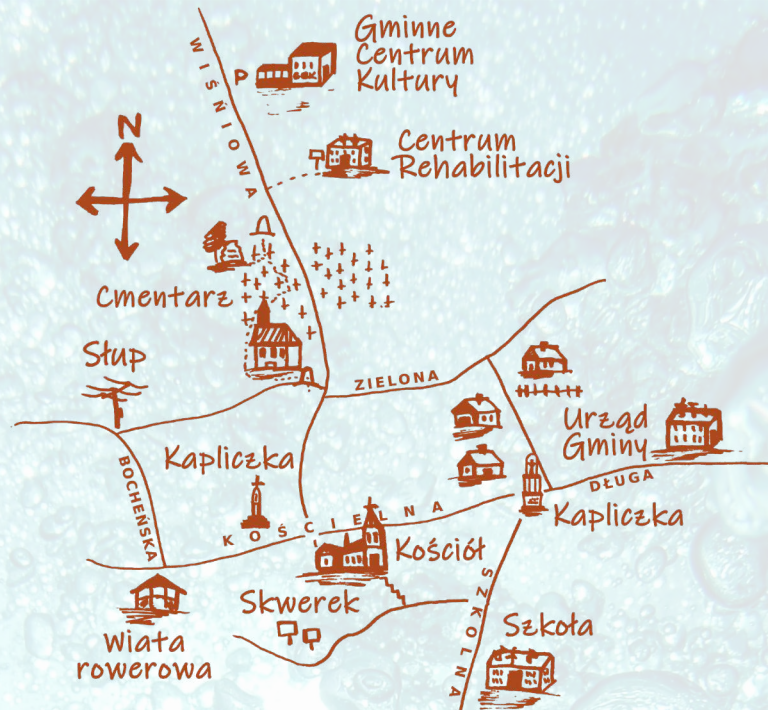 Gminne
Centrum
Kultury
WIŚNIOWA
P
GOK
Centrum
Rehabilitacji
N
Cmentarz
Słup
ZIELONA
Urząd
Gminy
BOCHEŃSKA
Kapliczka
DŁUGA
KOŚCIELNA
Kapliczka
Kościół
SZKOLNA
Skwerek
Szkoła
Wiata
rowerowa